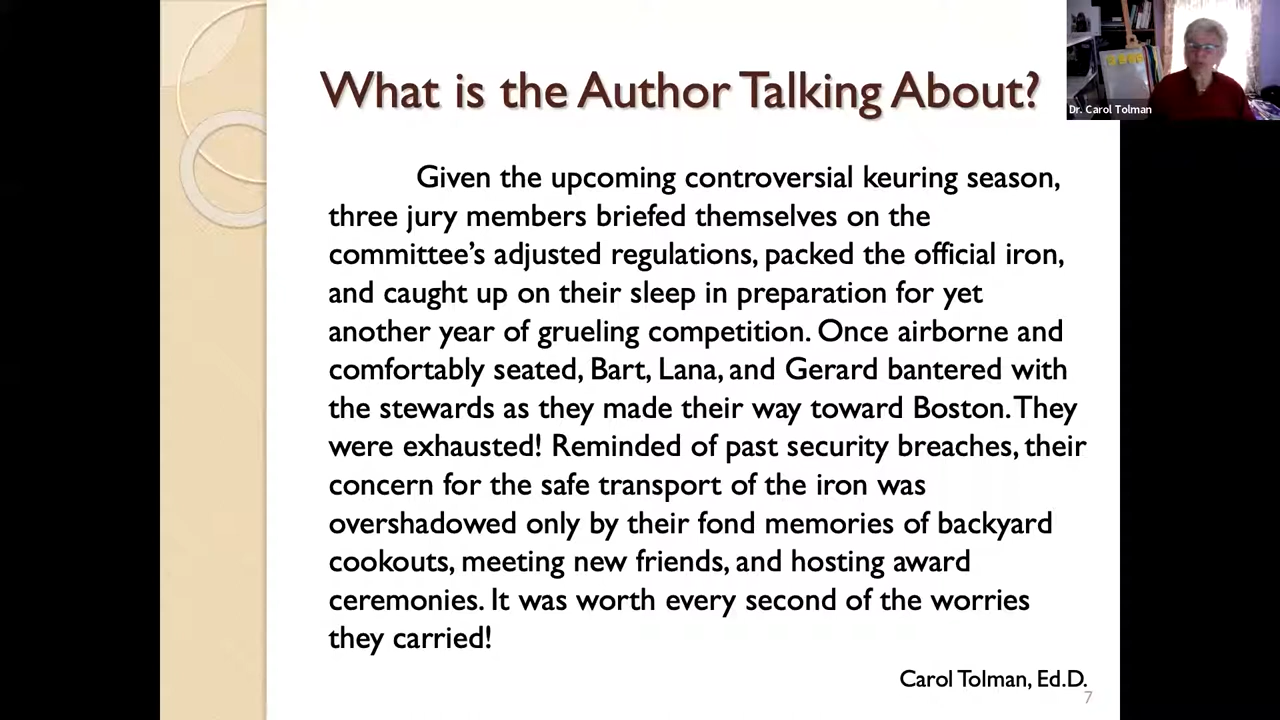 What is the Author Talking About?
Dr. Carol Tolman
Given the upcoming controversial keuring season,
three jury members briefed themselves on the
committee's adjusted regulations, packed the official iron,
and caught up on their sleep in preparation for yet
another year of grueling competition. Once airborne and
comfortably seated, Bart, Lana, and Gerard bantered with
the stewards as they made their way toward Boston. They
were exhausted! Reminded of past security breaches, their
concern for the safe transport of the iron was
overshadowed only by their fond memories of backyard
cookouts, meeting new friends, and hosting award
ceremonies. It was worth every second of the worries
they carried!
Carol Tolman, Ed.D.
7